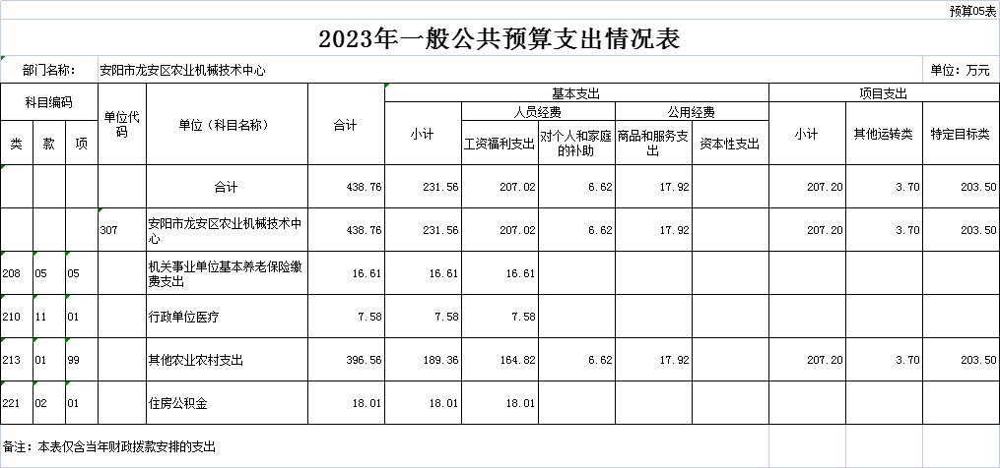 预算05表
2023年一般公共预算支出情况表
部门名称： 安阳市龙安区农业机械技术中心 单位：万元
科目编码 单位代码 单位（科目名称） 合计 基本支出 项目支出
小计 人员经费 公用经费 小计 其他运转类 特定目标类
类 款 项 工资福利支出 对个人和家庭的补助 商品和服务支出 资本性支出
合计 438.76 231.56 207.02 6.62 17.92 207.20 3.70 203.50
307 安阳市龙安区农业机械技术中心 438.76 231.56 207.02 6.62 17.92 207.20 3.70 203.50
208 05 05 机关事业单位基本养老保险缴费支出 16.61 16.61 16.61
210 11 01 行政单位医疗 7.58 7.58 7.58
213 01 99 其他农业农村支出 396.56 189.36 164.82 6.62 17.92 207.20 3.70 203.50
221 02 01 住房公积金 18.01 18.01 18.01
备注：本表仅含当年财政拨款安排的支出